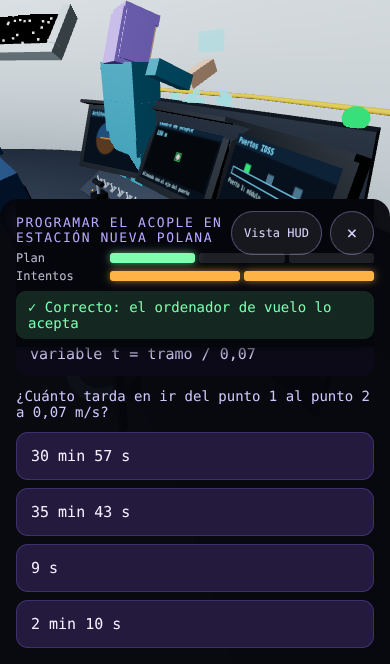 Puertos IDSS
PROGRAMAR EL ACOPLE EN
ESTACIÓN NUEVA POLANA
Vista HUD
×
Plan
Intentos
✓ Correcto: el ordenador de vuelo lo
acepta
variable t = tramo / 0,07
¿Cuánto tarda en ir del punto 1 al punto 2
a 0,07 m/s?
30 min 57 s
35 min 43 s
9 s
2 min 10 s